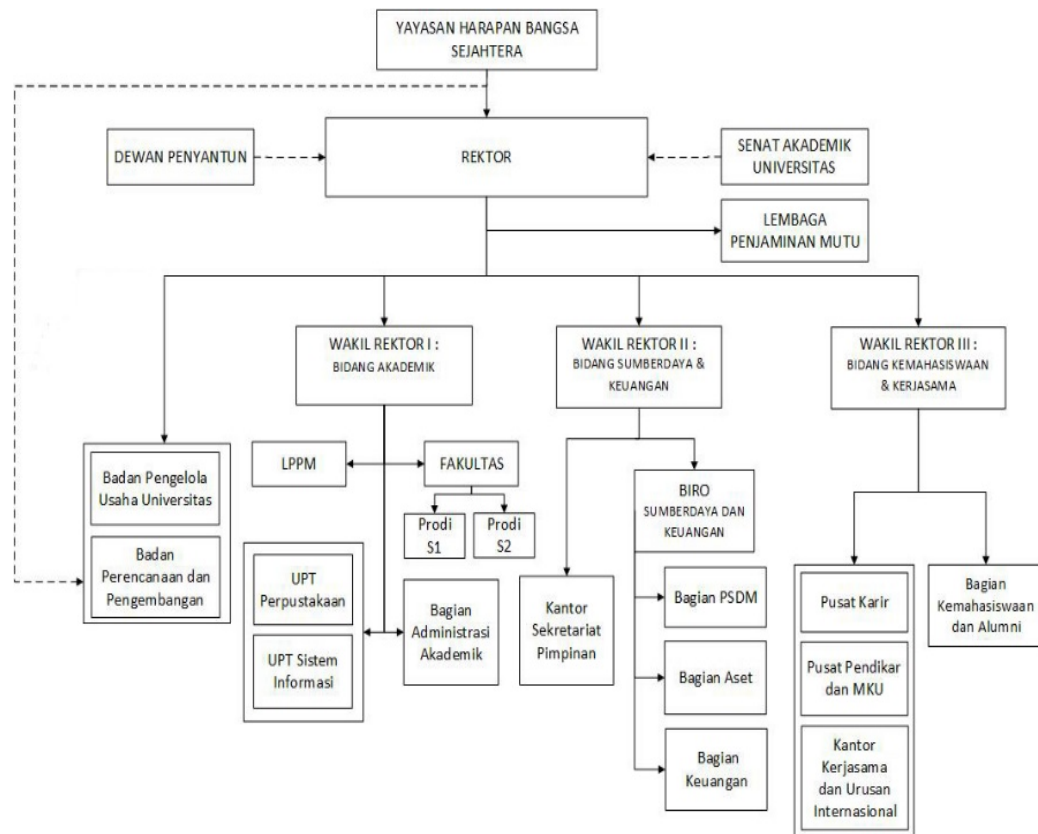 YAYASAN HARAPAN BANGSA
SEJAHTERA
DEWAN PENYANTUN
REKTOR
SENAT AKADEMIK
UNIVERSITAS
LEMBAGA
PENJAMINAN MUTU
WAKIL REKTOR I :
BIDANG AKADEMIK
WAKIL REKTOR II :
BIDANG SUMBERDAYA &
KEUANGAN
WAKIL REKTOR III :
BIDANG KEMAHASISWAAN
& KERJASAMA
Badan Pengelola
Usaha Universitas
Badan
Perencanaan dan
Pengembangan
LPPM
FAKULTAS
Prodi
S1
Prodi
S2
UPT
Perpustakaan
UPT Sistem
Informasi
Bagian
Administrasi
Akademik
Kantor
Sekretariat
Pimpinan
BIRO
SUMBERDAYA DAN
KEUANGAN
Bagian PSDM
Bagian Aset
Bagian
Keuangan
Pusat Karir
Pusat Pendikar
dan MKU
Kantor
Kerjasama
dan Urusan
Internasional
Bagian
Kemahasiswaan
dan Alumni